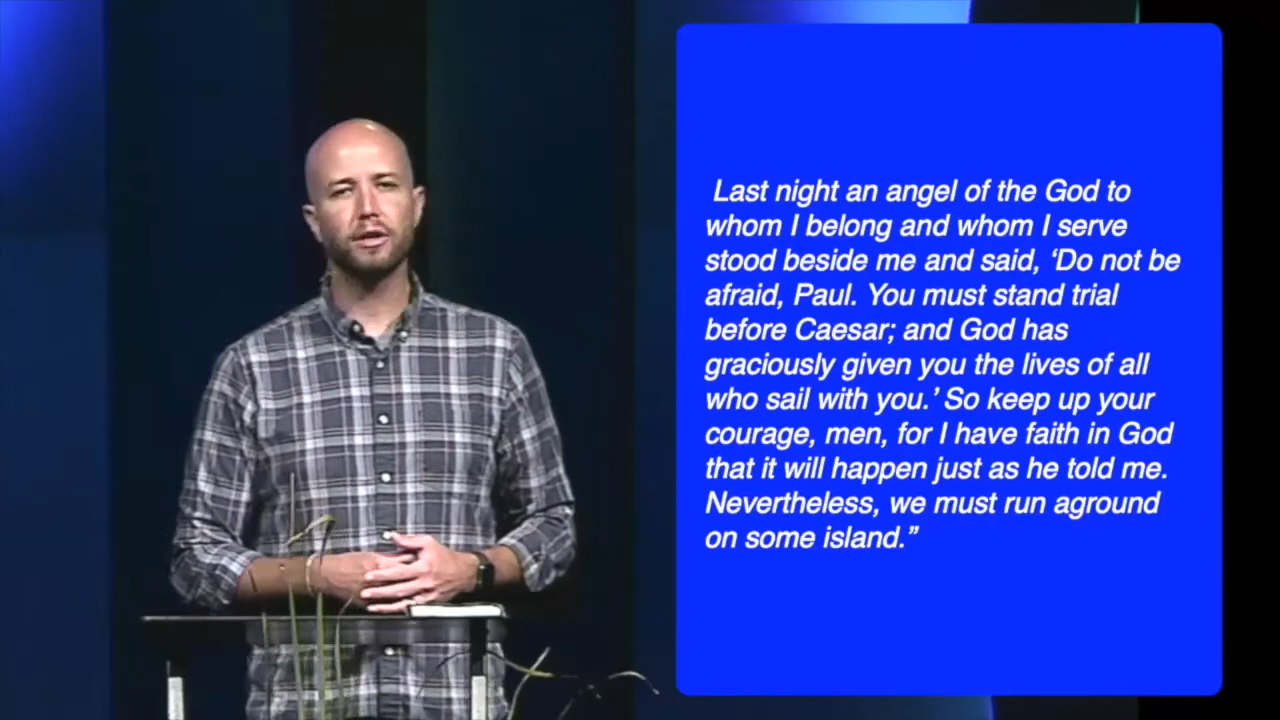 Last night an angel of the God to
whom I belong and whom I serve
stood beside me and said, ‘Do not be
afraid, Paul. You must stand trial
before Caesar; and God has
graciously given you the lives of all
who sail with you.’ So keep up your
courage, men, for I have faith in God
that it will happen just as he told me.
Nevertheless, we must run aground
on some island.”